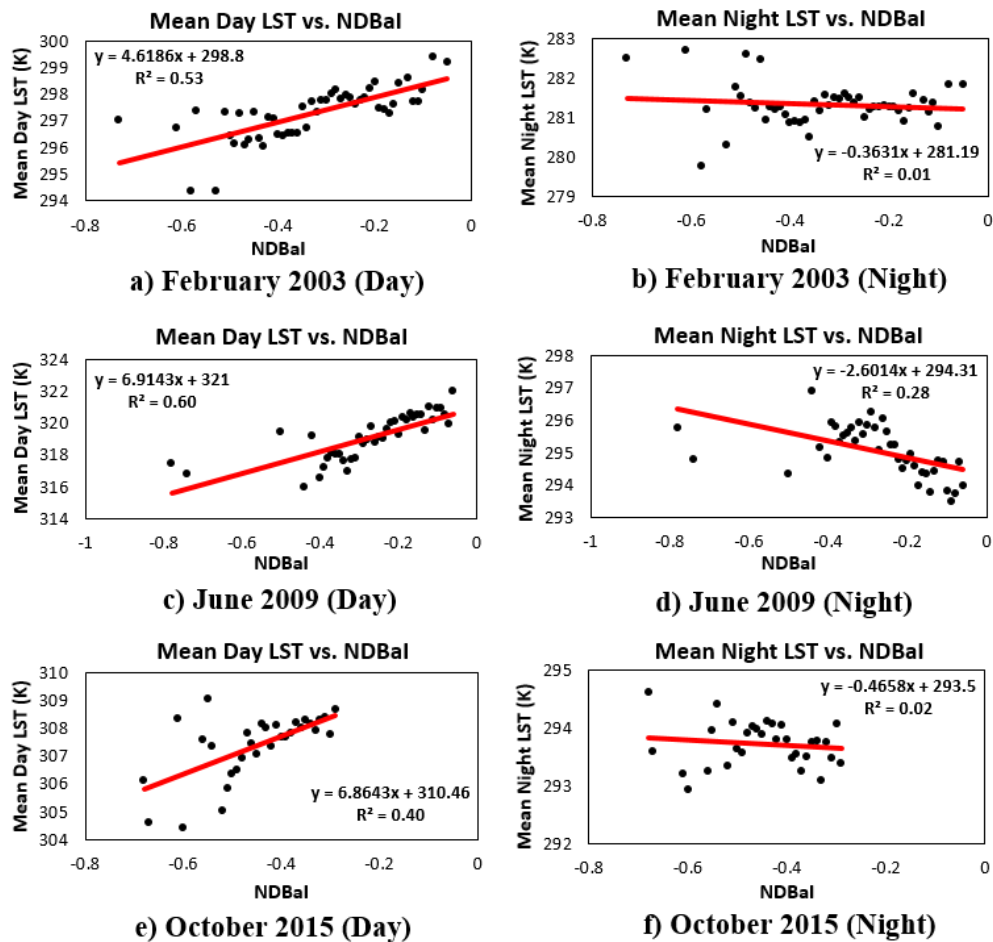 Mean Day LST vs. NDBaI
Mean Day LST (K)
300
299
298
297
296
295
294
y = 4.6186x + 298.8
R² = 0.53
-0.8
-0.6
-0.4
-0.2
0
NDBaI
a) February 2003 (Day)
Mean Night LST vs. NDBaI
Mean Night LST (K)
283
282
281
280
279
y = -0.3631x + 281.19
R² = 0.01
-0.8
-0.6
-0.4
-0.2
0
NDBaI
b) February 2003 (Night)
Mean Day LST vs. NDBaI
Mean Day LST (K)
324
322
320
318
316
314
y = 6.9143x + 321
R² = 0.60
-1
-0.8
-0.6
-0.4
-0.2
0
NDBaI
c) June 2009 (Day)
Mean Night LST vs. NDBaI
Mean Night LST (K)
298
297
296
295
294
293
y = -2.6014x + 294.31
R² = 0.28
-1
-0.8
-0.6
-0.4
-0.2
0
NDBaI
d) June 2009 (Night)
Mean Day LST vs. NDBaI
Mean Day LST (K)
310
309
308
307
306
305
304
y = 6.8643x + 310.46
R² = 0.40
-0.8
-0.6
-0.4
-0.2
0
NDBaI
e) October 2015 (Day)
Mean Night LST vs. NDBaI
Mean Night LST (K)
295
294
293
292
y = -0.4658x + 293.5
R² = 0.02
-0.8
-0.6
-0.4
-0.2
0
NDBaI
f) October 2015 (Night)